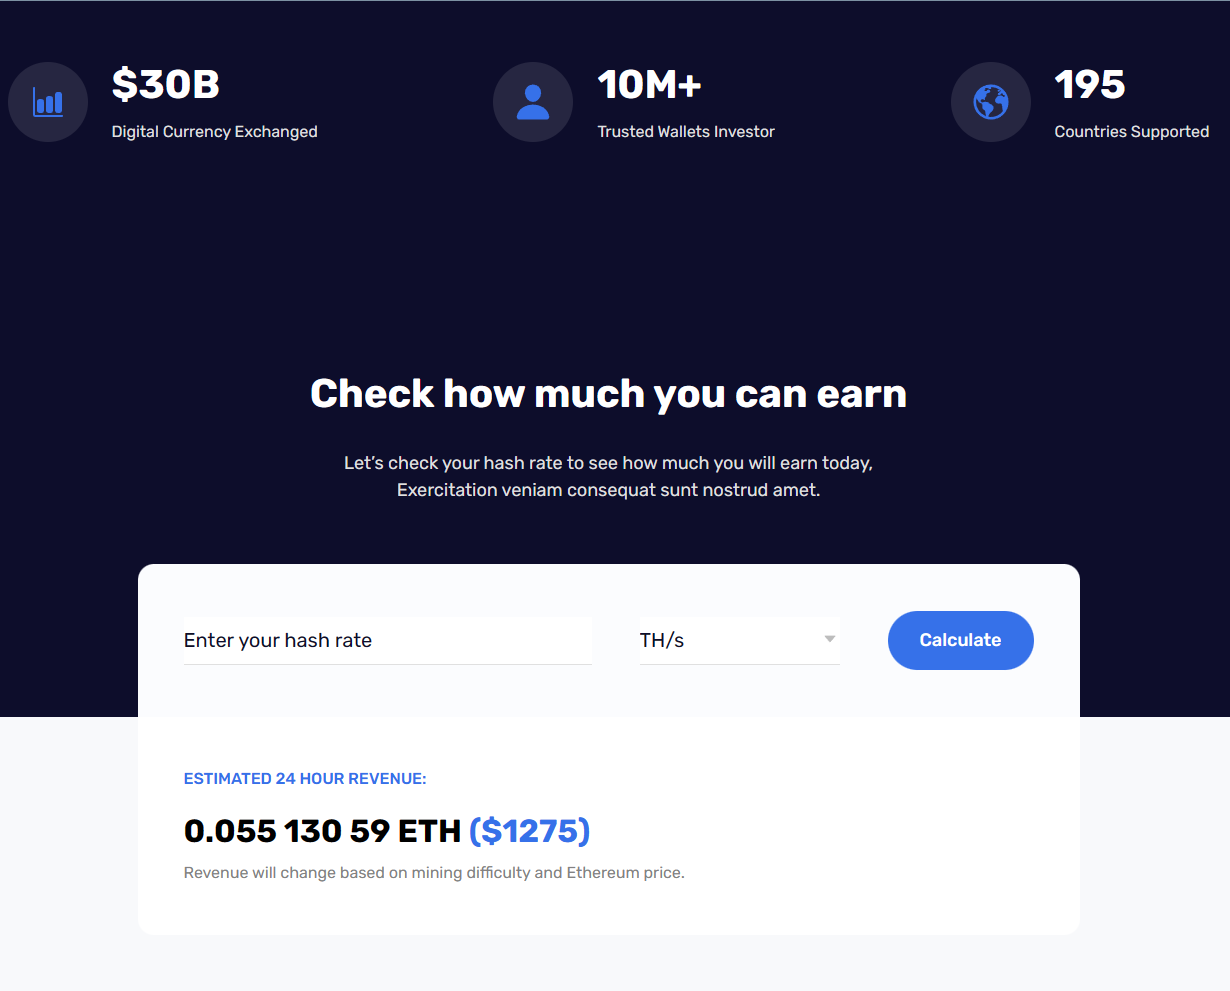 $30B
Digital Currency Exchanged
10M+
Trusted Wallets Investor
195
Countries Supported
Check how much you can earn
Let’s check your hash rate to see how much you will earn today,
Exercitation veniam consequat sunt nostrud amet.
Enter your hash rate
TH/s
Calculate
ESTIMATED 24 HOUR REVENUE:
0.055 130 59 ETH ($1275)
Revenue will change based on mining difficulty and Ethereum price.